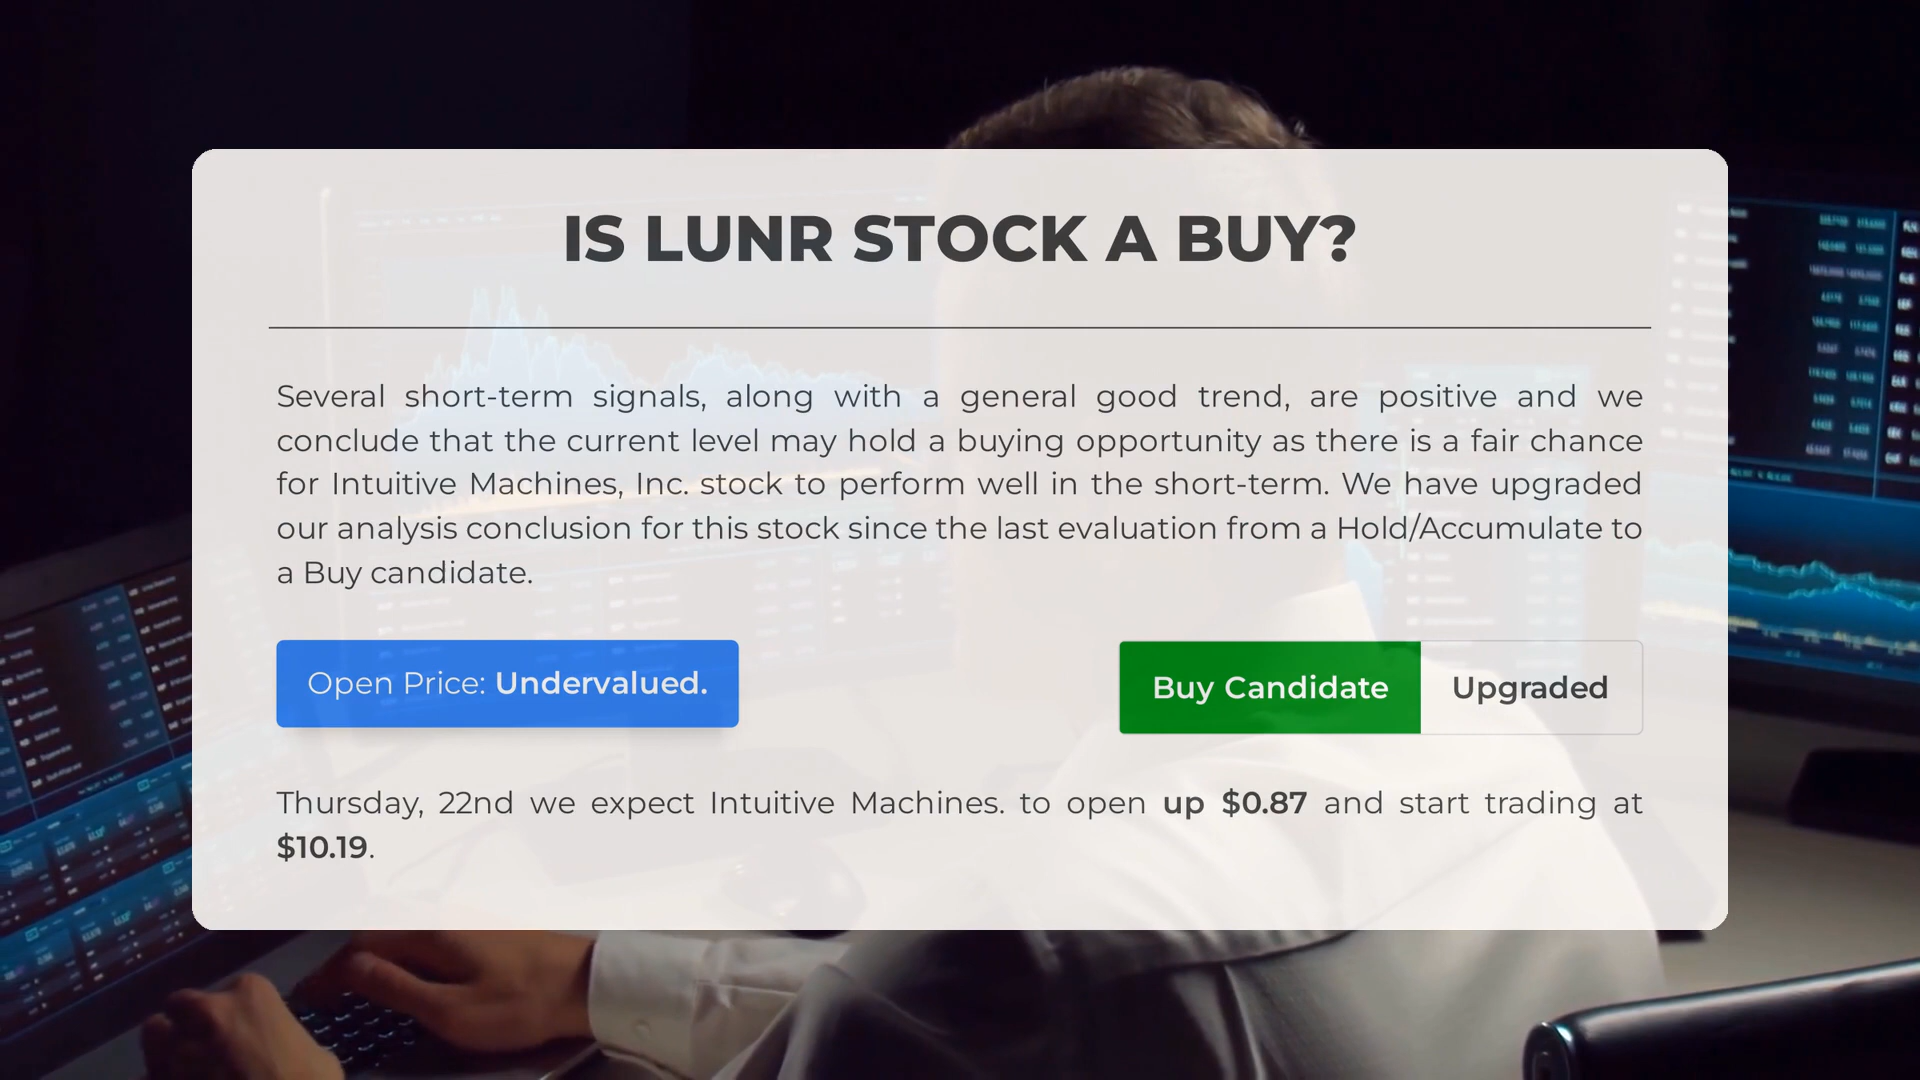 IS LUNR STOCK A BUY?
Several short-term signals, along with a general good trend, are positive and we
conclude that the current level may hold a buying opportunity as there is a fair chance
for Intuitive Machines, Inc. stock to perform well in the short-term. We have upgraded
our analysis conclusion for this stock since the last evaluation from a Hold/Accumulate to
a Buy candidate.
Open Price: Undervalued.
Buy Candidate Upgraded
Thursday, 22nd we expect Intuitive Machines. to open up $0.87 and start trading at
$10.19.